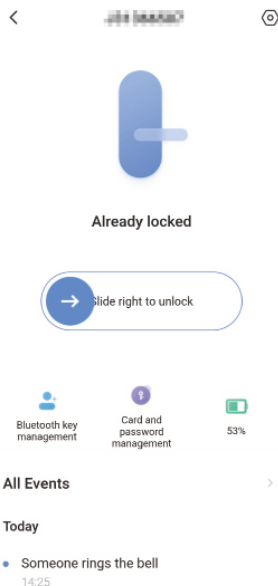 Already locked
Slide right to unlock
Bluetooth key
management
Card and
password
management
53%
All Events
Today
Someone rings the bell
14:25